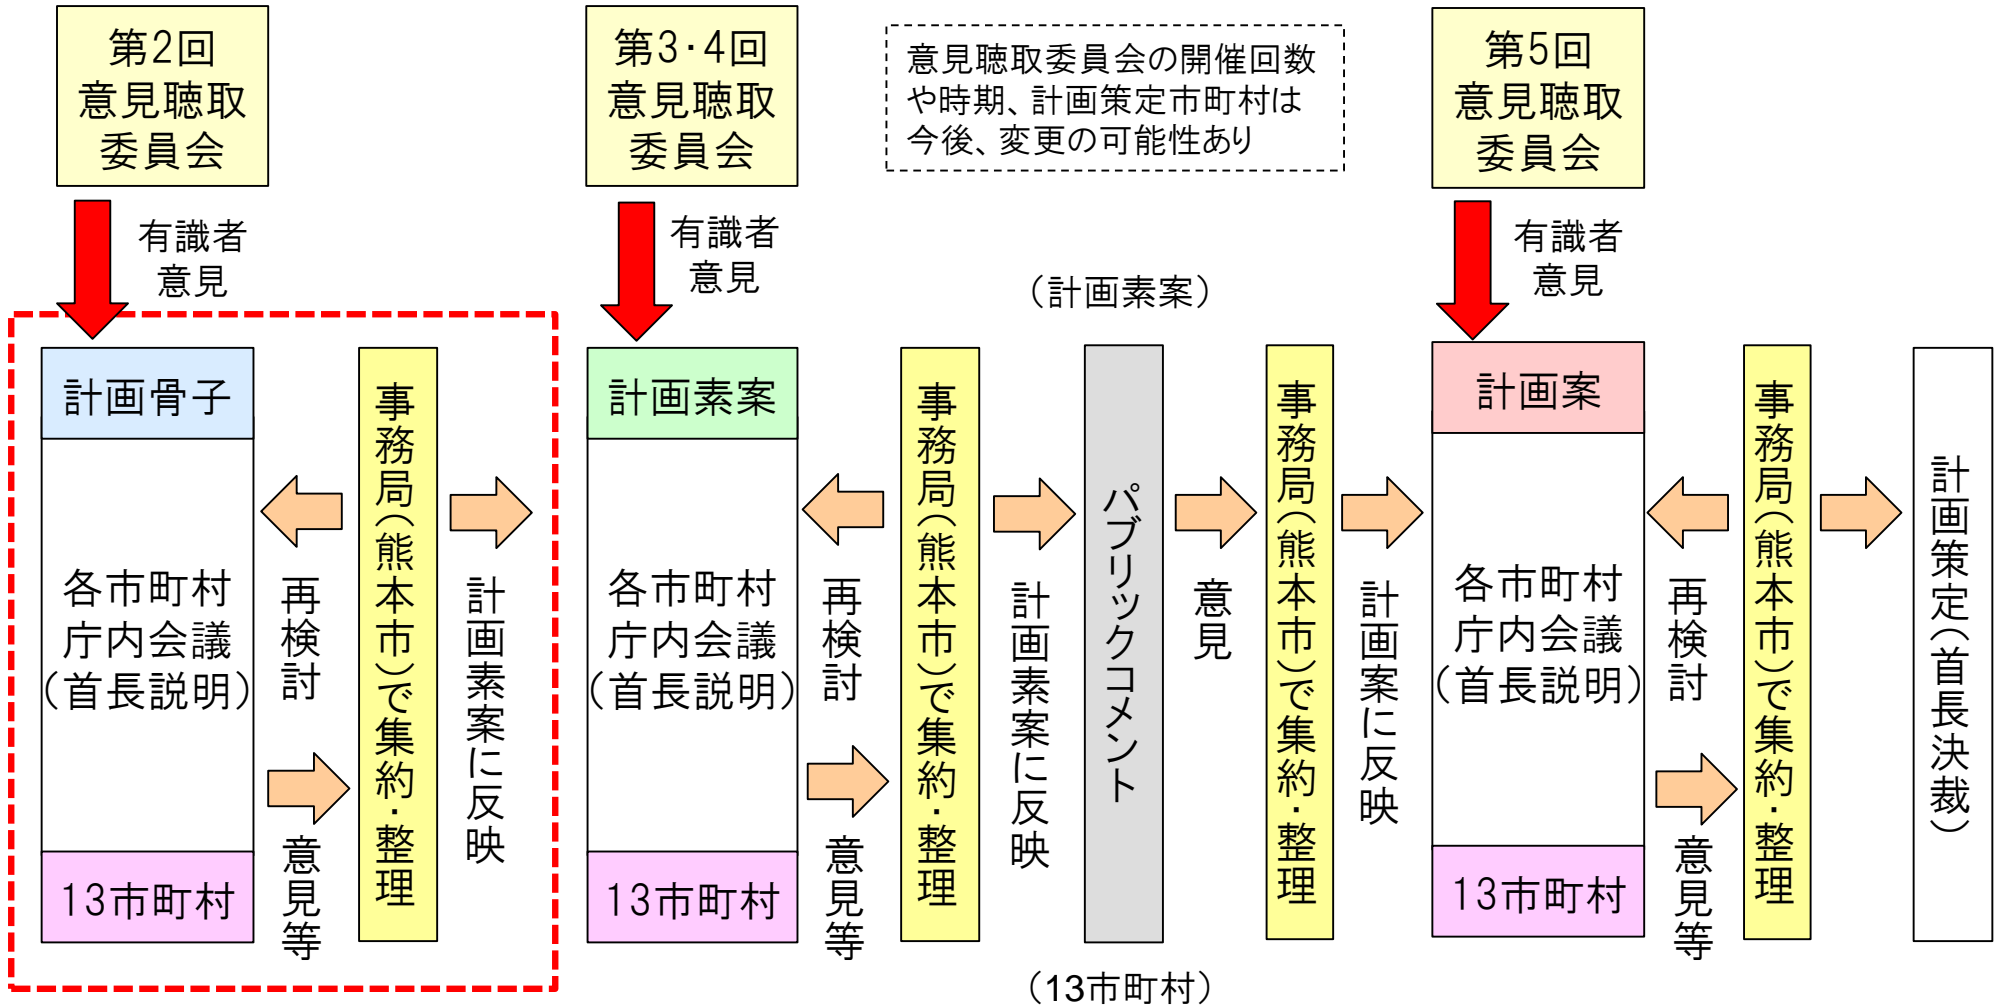 第2回
意見聴取
委員会
有識者
意見
第3・4回
意見聴取
委員会
有識者
意見
意見聴取委員会の開催回数
や時期、計画策定市町村は
今後、変更の可能性あり
第5回
意見聴取
委員会
有識者
意見
計画骨子
各市町村
庁内会議
（首長説明）
13市町村
再検討
意見等
事務局（熊本市）で集約・整理
計画素案に反映
計画素案
各市町村
庁内会議
（首長説明）
13市町村
再検討
意見等
事務局（熊本市）で集約・整理
計画素案に反映
（計画素案）
パブリックコメント
（13市町村）
意見
事務局（熊本市）で集約・整理
計画案に反映
計画案
各市町村
庁内会議
（首長説明）
13市町村
再検討
意見等
事務局（熊本市）で集約・整理
計画策定（首長決裁）